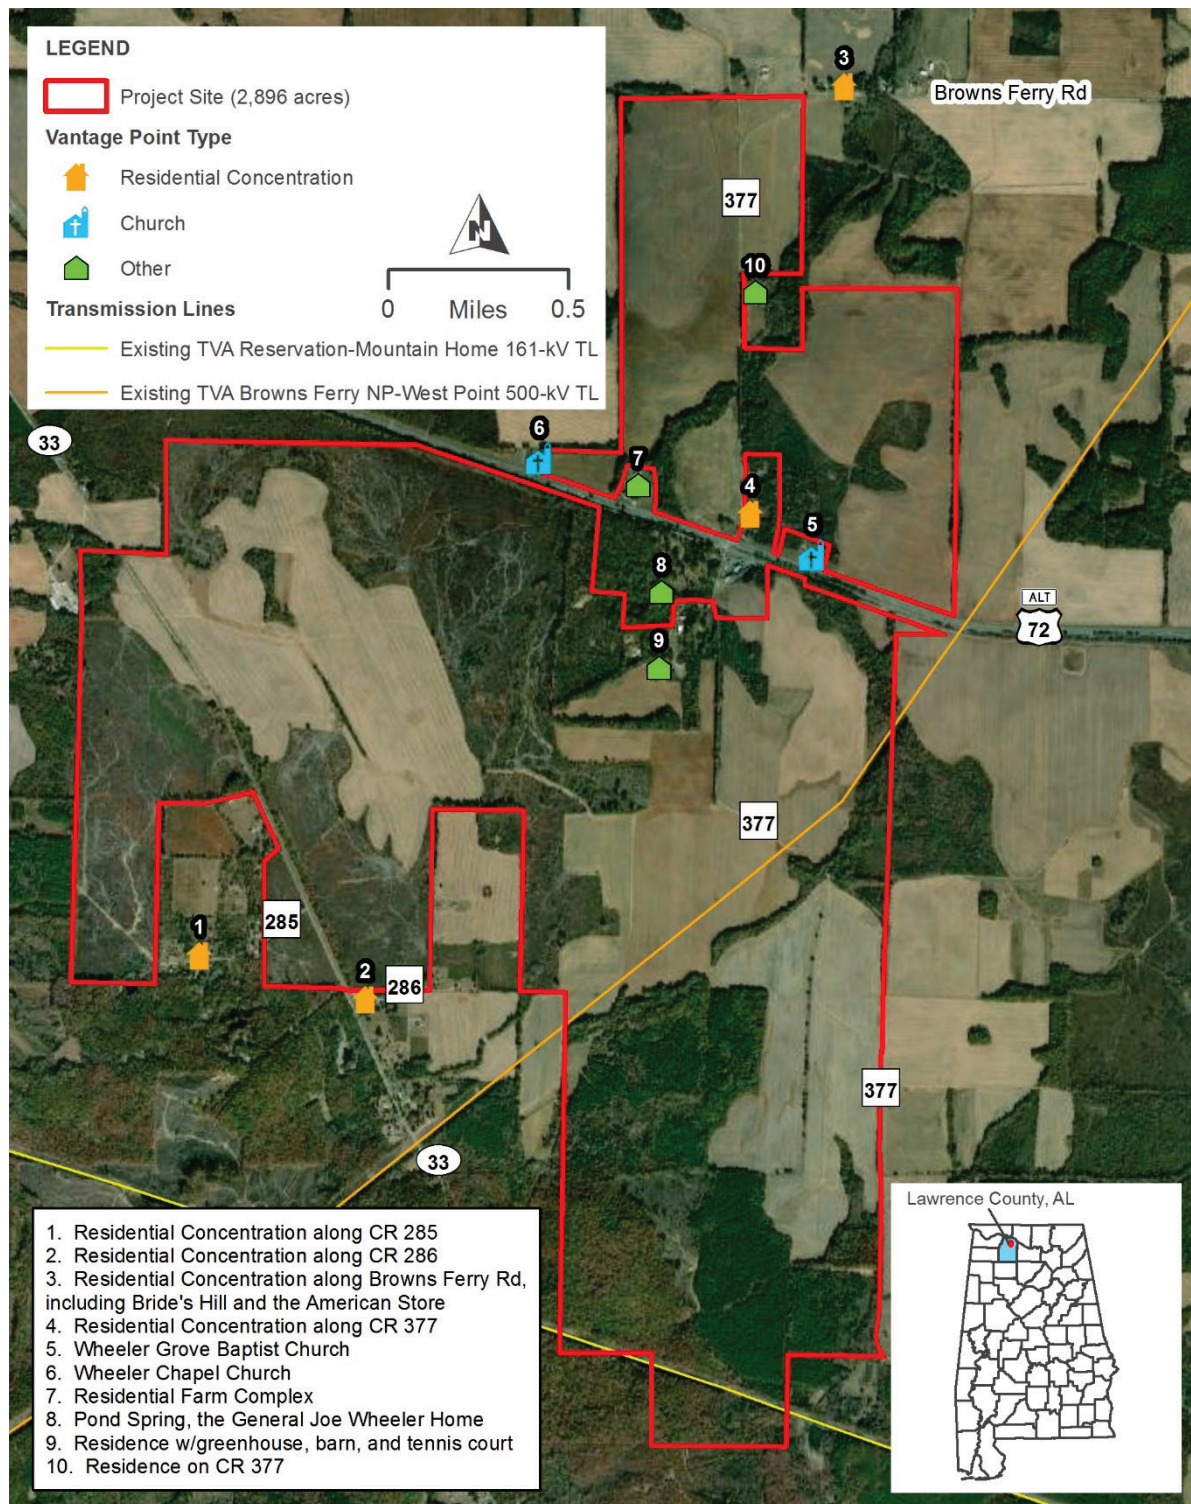 LEGEND
Project Site (2,896 acres)
Vantage Point Type
Residential Concentration
Church
Other
N
0 Miles 0.5
Transmission Lines
Existing TVA Reservation-Mountain Home 161-kV TL
Existing TVA Browns Ferry NP-West Point 500-kV TL
3
Browns Ferry Rd
377
10
33
6
7
4
5
8
ALT
72
9
377
1
285
2
286
377
33
1. Residential Concentration along CR 285
2. Residential Concentration along CR 286
3. Residential Concentration along Browns Ferry Rd,
including Bride's Hill and the American Store
4. Residential Concentration along CR 377
5. Wheeler Grove Baptist Church
6. Wheeler Chapel Church
7. Residential Farm Complex
8. Pond Spring, the General Joe Wheeler Home
9. Residence w/greenhouse, barn, and tennis court
10. Residence on CR 377
Lawrence County, AL